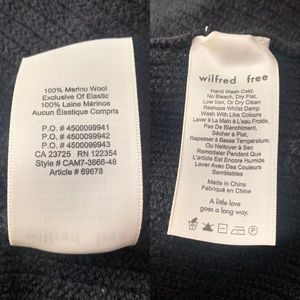 100% Merino Wool
Exclusive Of Elastic
100% Laine Mérinos
Aucun Élastique Compris
P.O. # 4500099941
P.O. # 4500099942
P.O. # 4500099943
CA 23725 RN 122354
Style # CAM7-3666-48
Article # 69678
wilfred free
Hand Wash Cold,
No Bleach, Dry Flat,
Low Iron, Or Dry Clean
Reshape Whilst Damp
Wash With Like Colours
Laver À La Main À L'eau Froide,
Pas De Blanchiment,
Sécher À Plat,
Repasser À Basse Température,
Ou Nettoyer À Sec
Remodeler Pendant Que
L'article Est Encore Humide
Laver Avec Des Couleurs
Semblables
Made in China
Fabriqué en Chine
A little love
goes a long way.